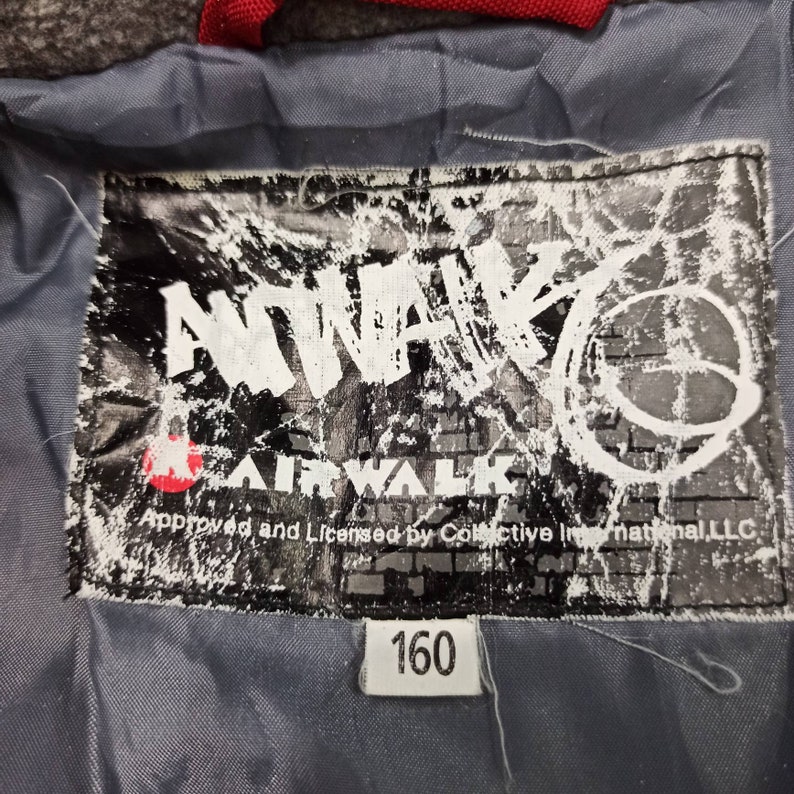 AIRWALK
AIRWALK
Approved and Licensed by Collective International, LLC.
160